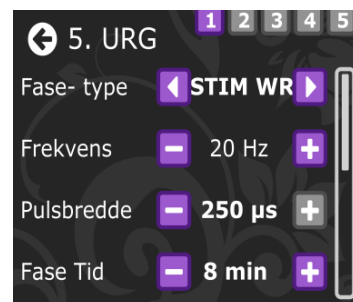 1 2 3 4 5
5. URG
Fase- type STIM WR
Frekvens 20 Hz
Pulsbredde 250 µs
Fase Tid 8 min